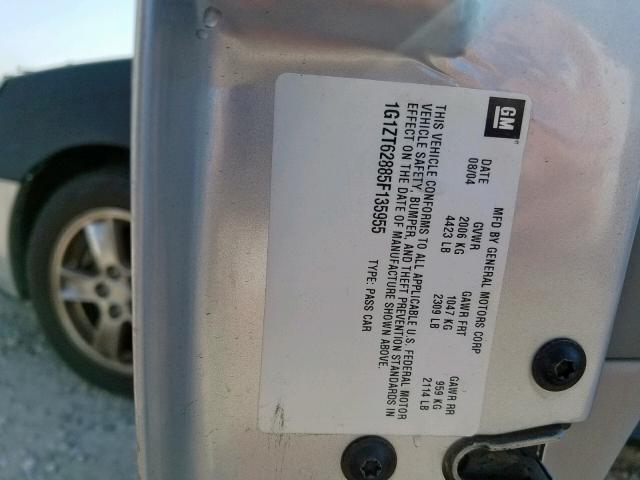 GM
MFD BY GENERAL MOTORS CORP
DATE GVWR GAWR FRT GAWR RR
08/04 2006 KG 1047 KG 959 KG
4423 LB 2309 LB 2114 LB
THIS VEHICLE CONFORMS TO ALL APPLICABLE U.S. FEDERAL MOTOR
VEHICLE SAFETY, BUMPER, AND THEFT PREVENTION STANDARDS IN
EFFECT ON THE DATE OF MANUFACTURE SHOWN ABOVE.
1G1ZT62885F135955 TYPE: PASS CAR